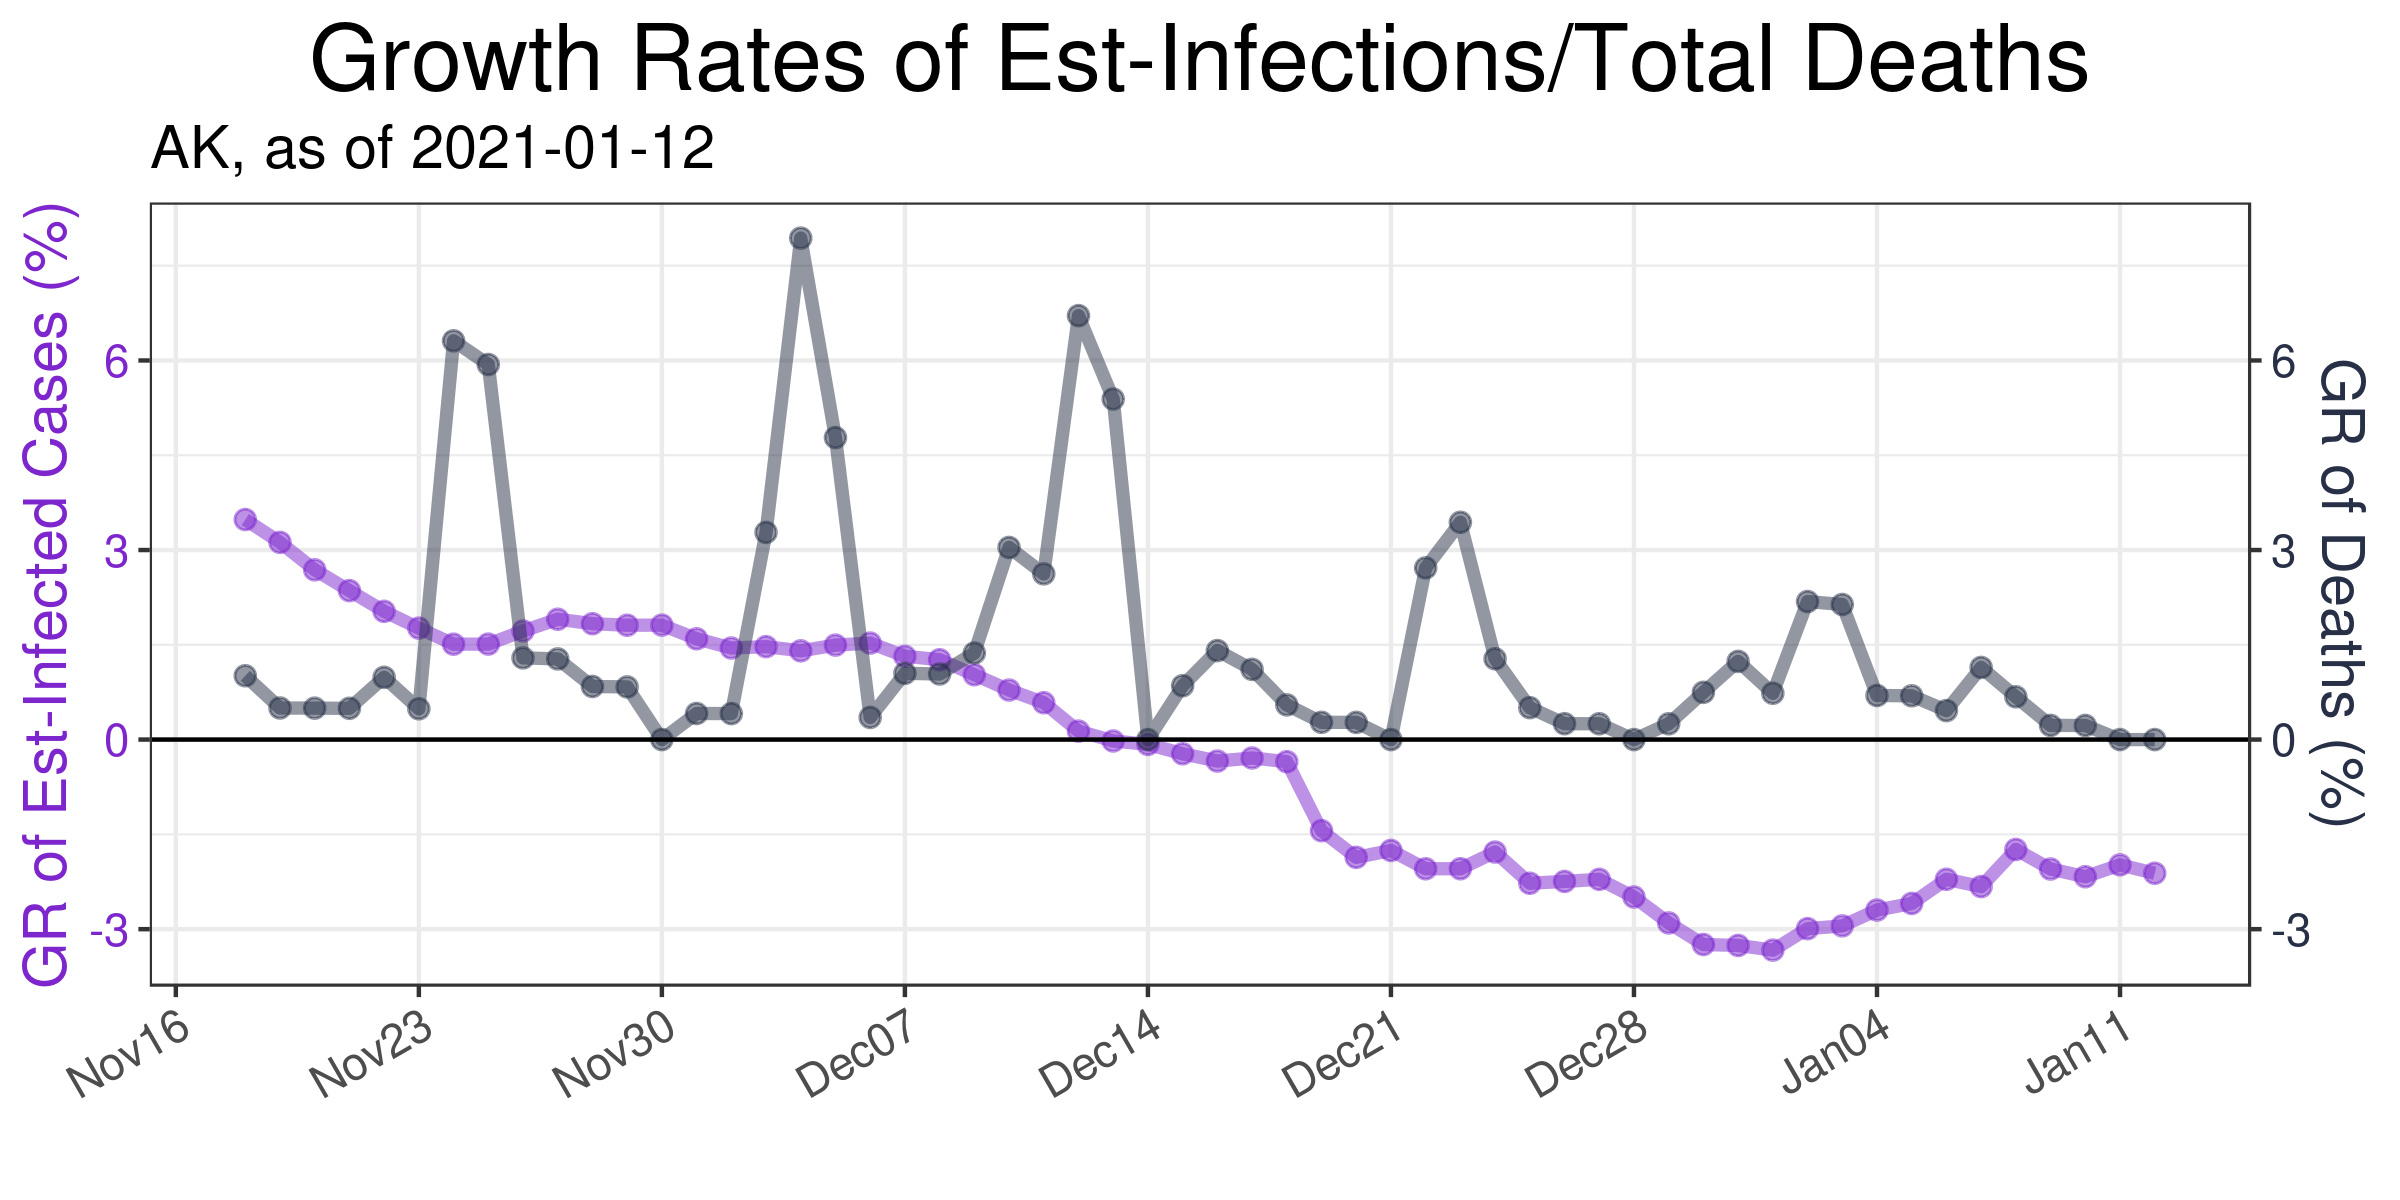 Growth Rates of Est-Infections/Total Deaths
AK, as of 2021-01-12
GR of Est-Infected Cases (%)
6
3
0
-3
6
3
0
-3
GR of Deaths (%)
Nov16
Nov23
Nov30
Dec07
Dec14
Dec21
Dec28
Jan04
Jan11